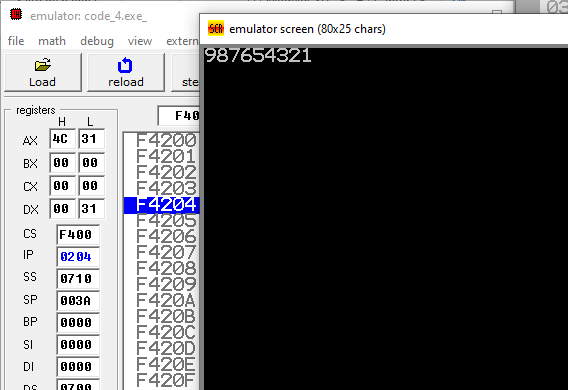 emulator: code_4.exe_
file math debug view extern
Load
reload
ste
registers
H L
AX 4C 31
BX 00 00
CX 00 00
DX 00 31
CS F400
IP 0204
SS 0710
SP 003A
BP 0000
SI 0000
DI 0000
DS 0700
F40
F4200
F4201
F4202
F4203
F4204
F4205
F4206
F4207
F4208
F4209
F420A
F420B
F420C
F420D
F420E
F420F
SCR emulator screen (80x25 chars)
987654321